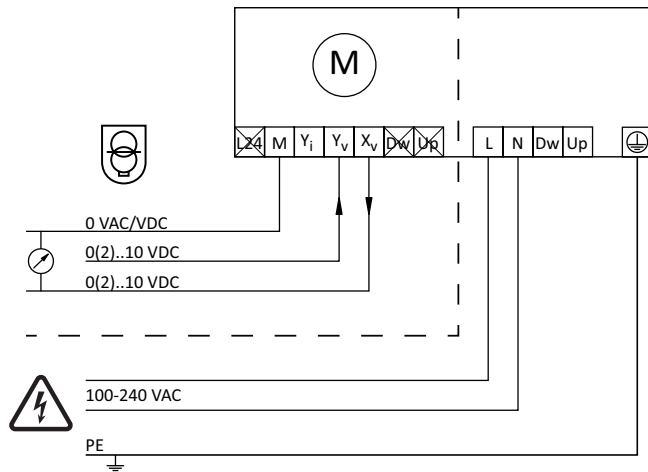 M
L24 M Yi Yv Xv Dw Up L N Dw Up
0 VAC/VDC
0(2)..10 VDC
0(2)..10 VDC
100-240 VAC
PE